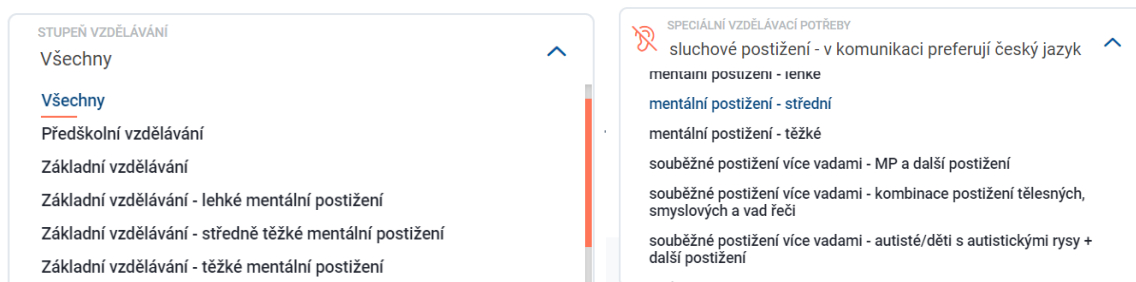 STUPEŇ VZDĚLÁVÁNÍ
Všechny
Všechny
Předškolní vzdělávání
Základní vzdělávání
Základní vzdělávání - lehké mentální postižení
Základní vzdělávání - středně těžké mentální postižení
Základní vzdělávání - těžké mentální postižení
SPECIÁLNÍ VZDĚLÁVACÍ POTŘEBY
sluchové postižení - v komunikaci preferují český jazyk
mentální postižení - lehké
mentální postižení - střední
mentální postižení - těžké
souběžné postižení více vadami - MP a další postižení
souběžné postižení více vadami - kombinace postižení tělesných,
smyslových a vad řeči
souběžné postižení více vadami - autisté/děti s autistickými rysy +
další postižení